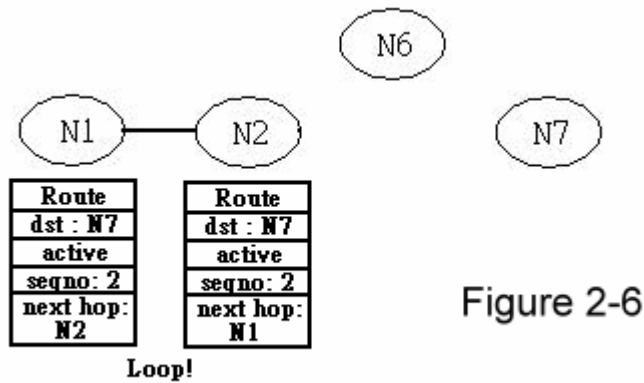 N6
N1
N2
N7
Route
dst : N7
active
seqno: 2
next hop:
N2
Route
dst : N7
active
seqno: 2
next hop:
N1
Figure 2-6
Loop!